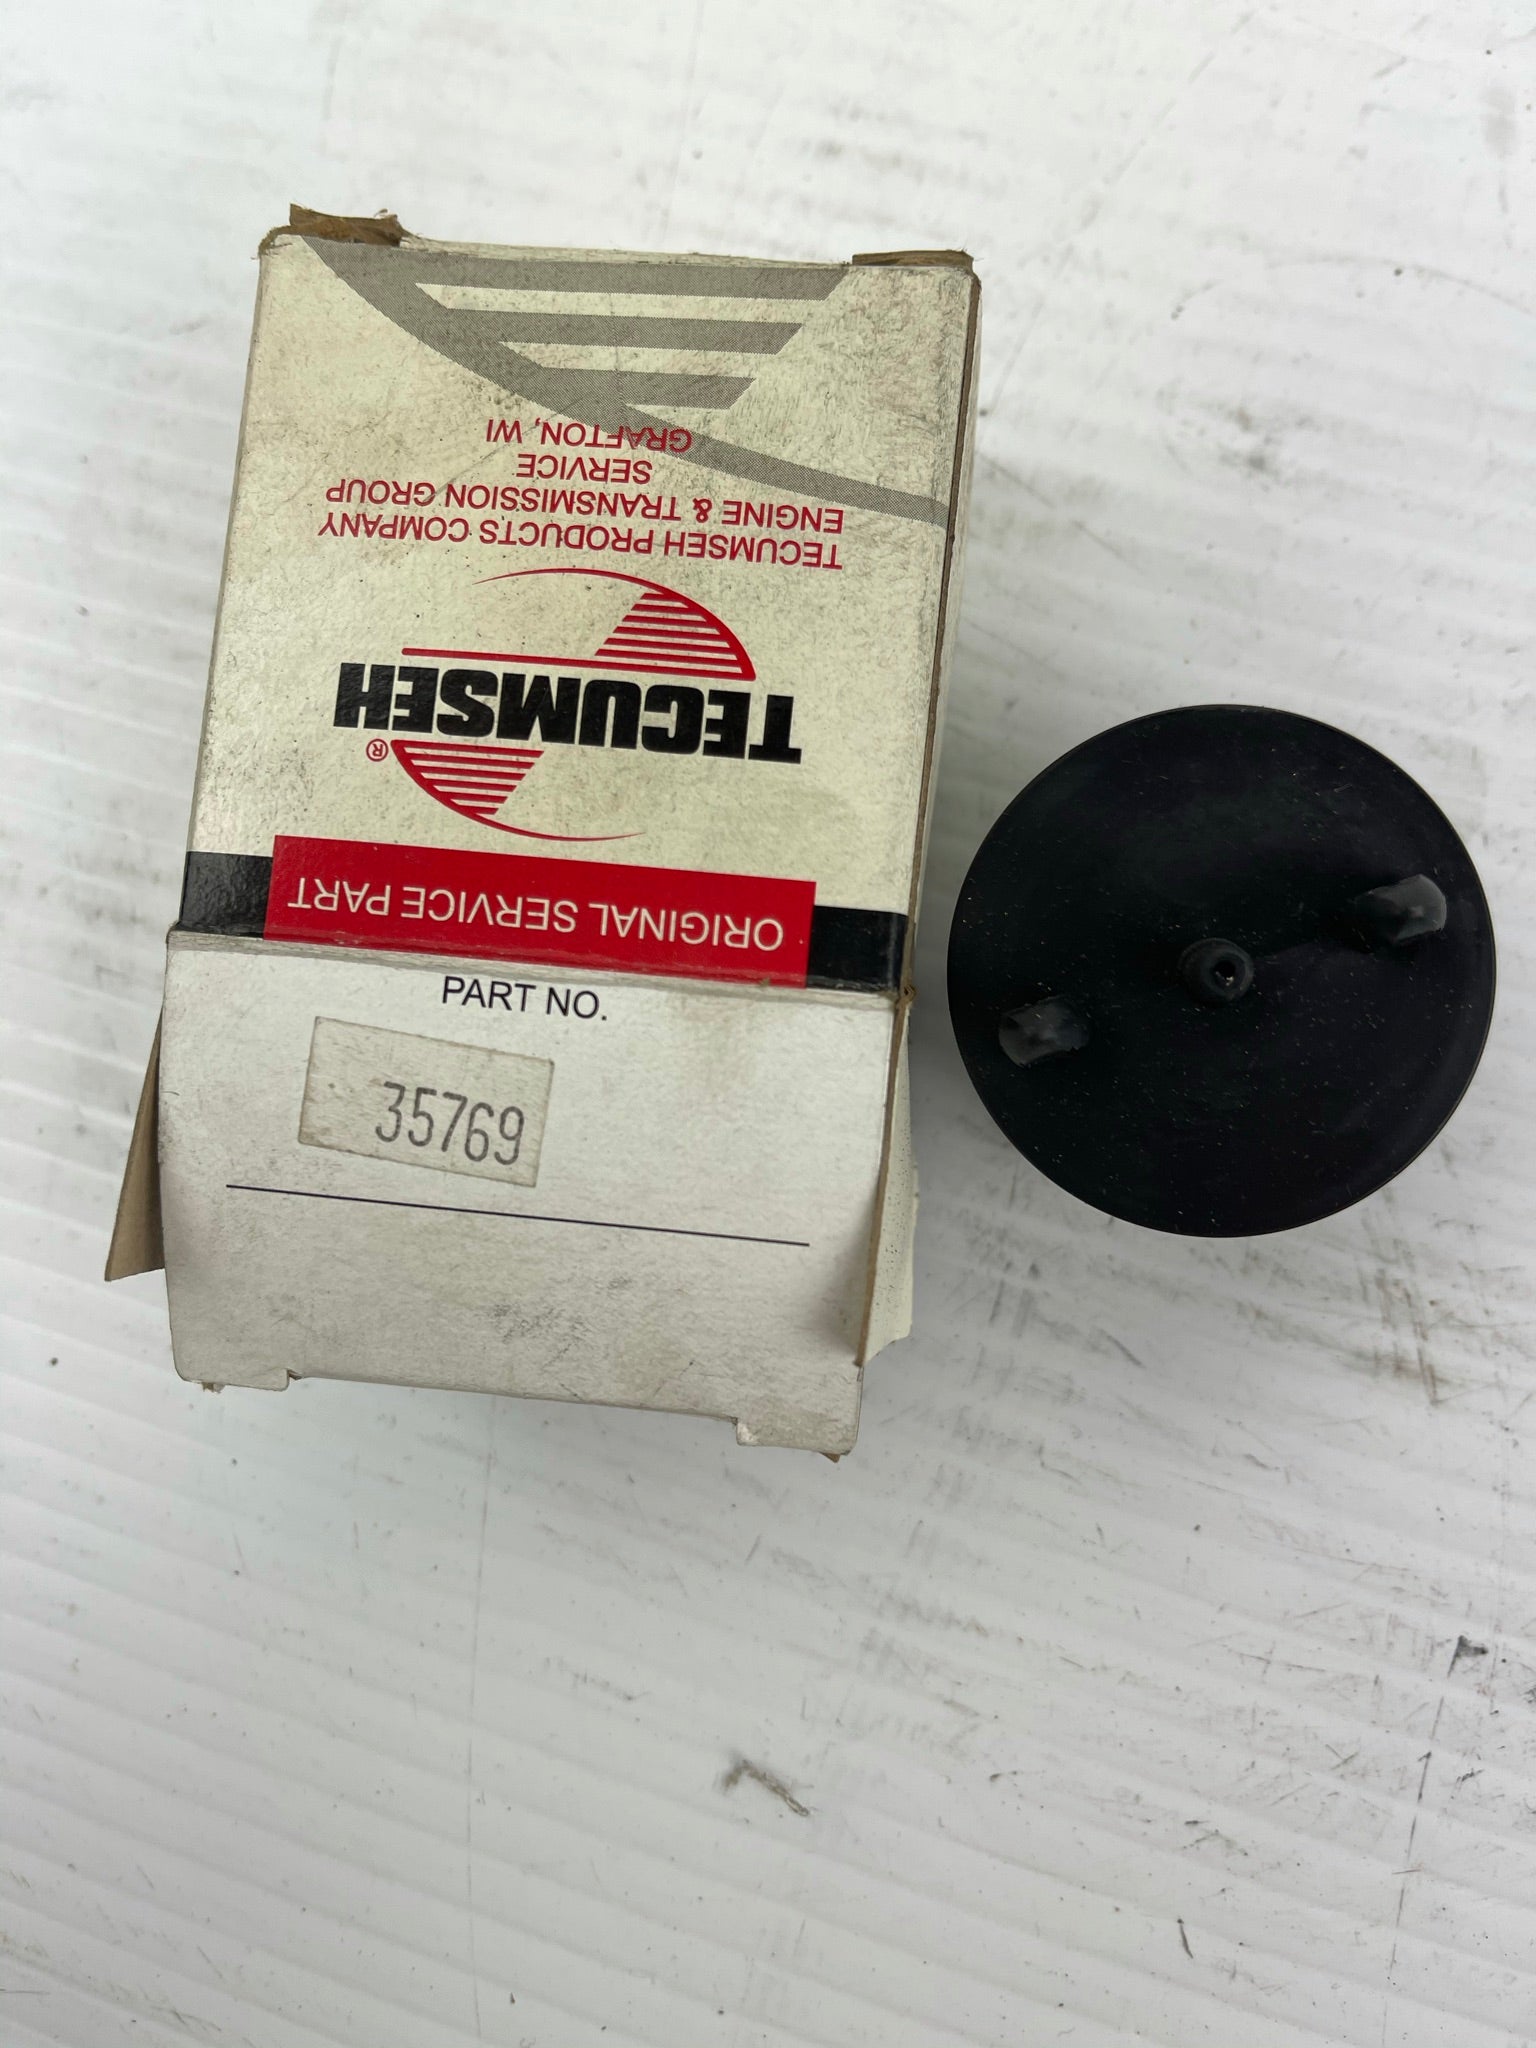 ORIGINAL SERVICE PART
TECUMSEH®
TECUMSEH PRODUCTS COMPANY
ENGINE & TRANSMISSION GROUP
SERVICE
GRAFTON, WI
PART NO.
35769